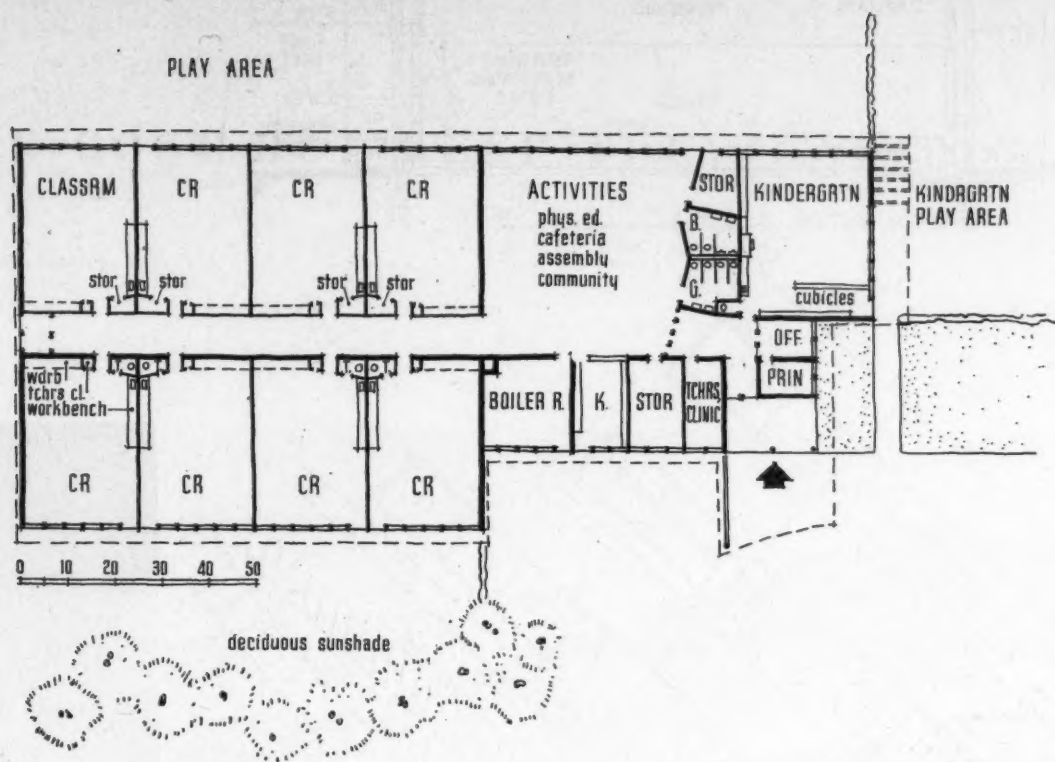 PLAY AREA
CLASSRM
CR
CR
CR
ACTIVITIES
phys. ed.
cafeteria
assembly
community
STOR
KINDERGRTN
KINDRGRTN
PLAY AREA
B.
G.
stor
stor
stor
stor
cubicles
OFF.
PRIN
wdrb
tchrs cl.
workbench
BOILER R.
K.
STOR
TCHRS,
CLINIC
CR
CR
CR
CR
0 10 20 30 40 50
deciduous sunshade